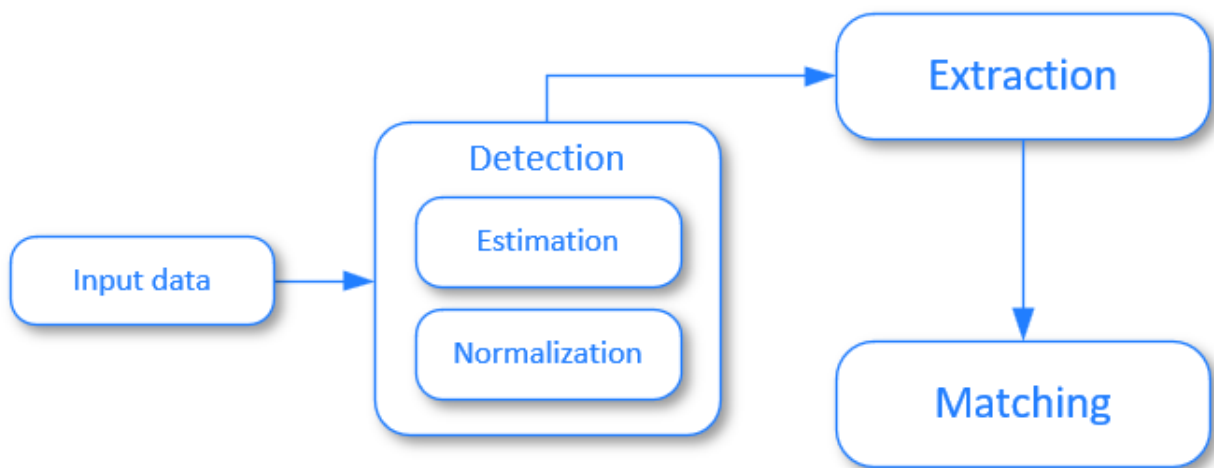 Input data
Detection
Estimation
Normalization
Extraction
Matching